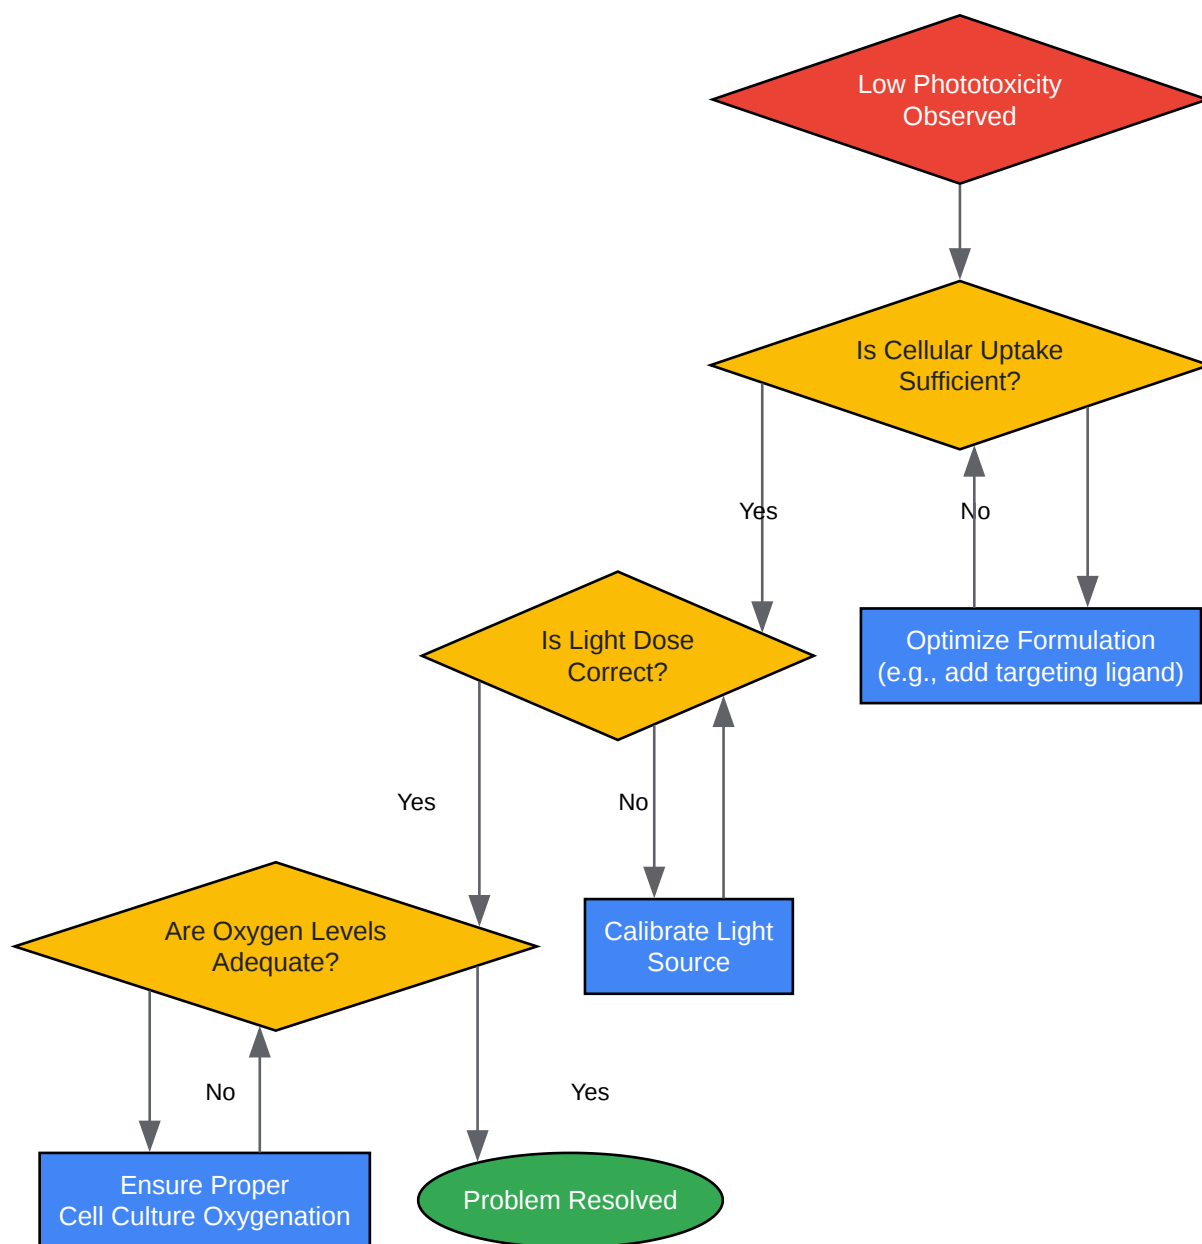 Low Phototoxicity
Observed
Is Cellular Uptake
Sufficient?
Yes
No
Is Light Dose
Correct?
Optimize Formulation
(e.g., add targeting ligand)
Yes
No
Are Oxygen Levels
Adequate?
Calibrate Light
Source
No
Yes
Ensure Proper
Cell Culture Oxygenation
Problem Resolved